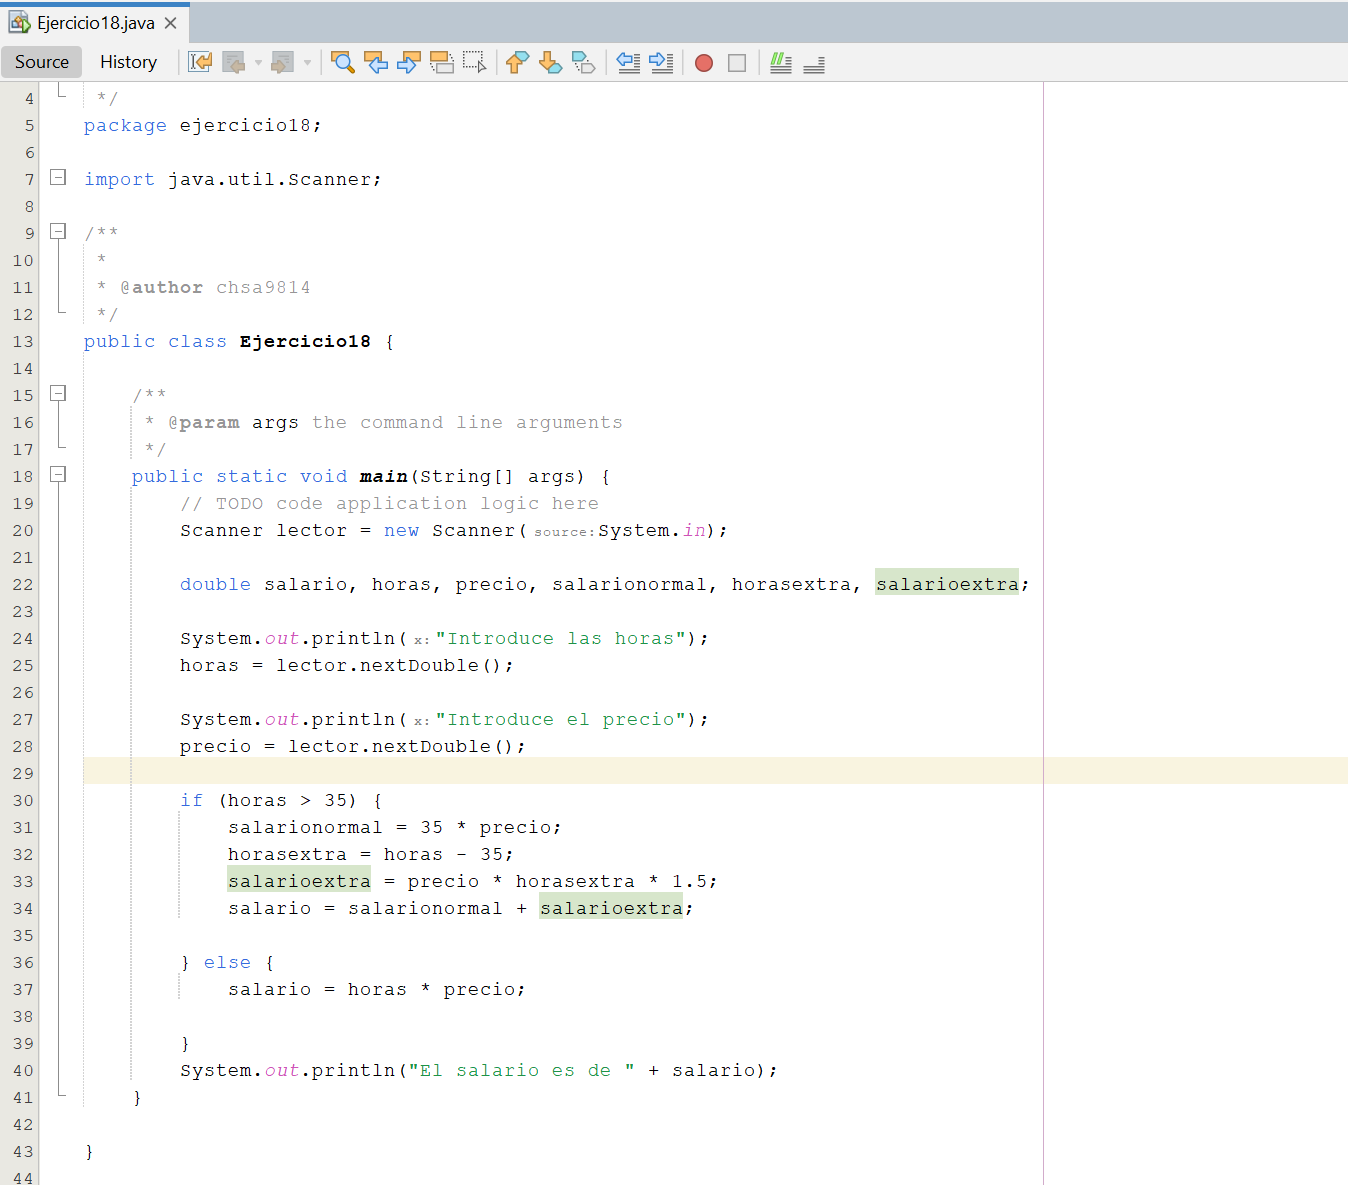 Ejercicio18.java
Source History
4 */
5 package ejercicio18;
6
7 import java.util.Scanner;
8
9 /**
10 *
11 * @author chsa9814
12 */
13 public class Ejercicio18 {
14
15 /**
16 * @param args the command line arguments
17 */
18 public static void main(String[] args) {
19 // TODO code application logic here
20 Scanner lector = new Scanner( source: System.in);
21
22 double salario, horas, precio, salarionormal, horasextra, salarioextra;
23
24 System.out.println( x: "Introduce las horas");
25 horas = lector.nextDouble();
26
27 System.out.println( x: "Introduce el precio");
28 precio = lector.nextDouble();
29
30 if (horas > 35) {
31 salarionormal = 35 * precio;
32 horasextra = horas - 35;
33 salarioextra = precio * horasextra * 1.5;
34 salario = salarionormal + salarioextra;
35
36 } else {
37 salario = horas * precio;
38
39 }
40 System.out.println("El salario es de " + salario);
41 }
42
43 }
44